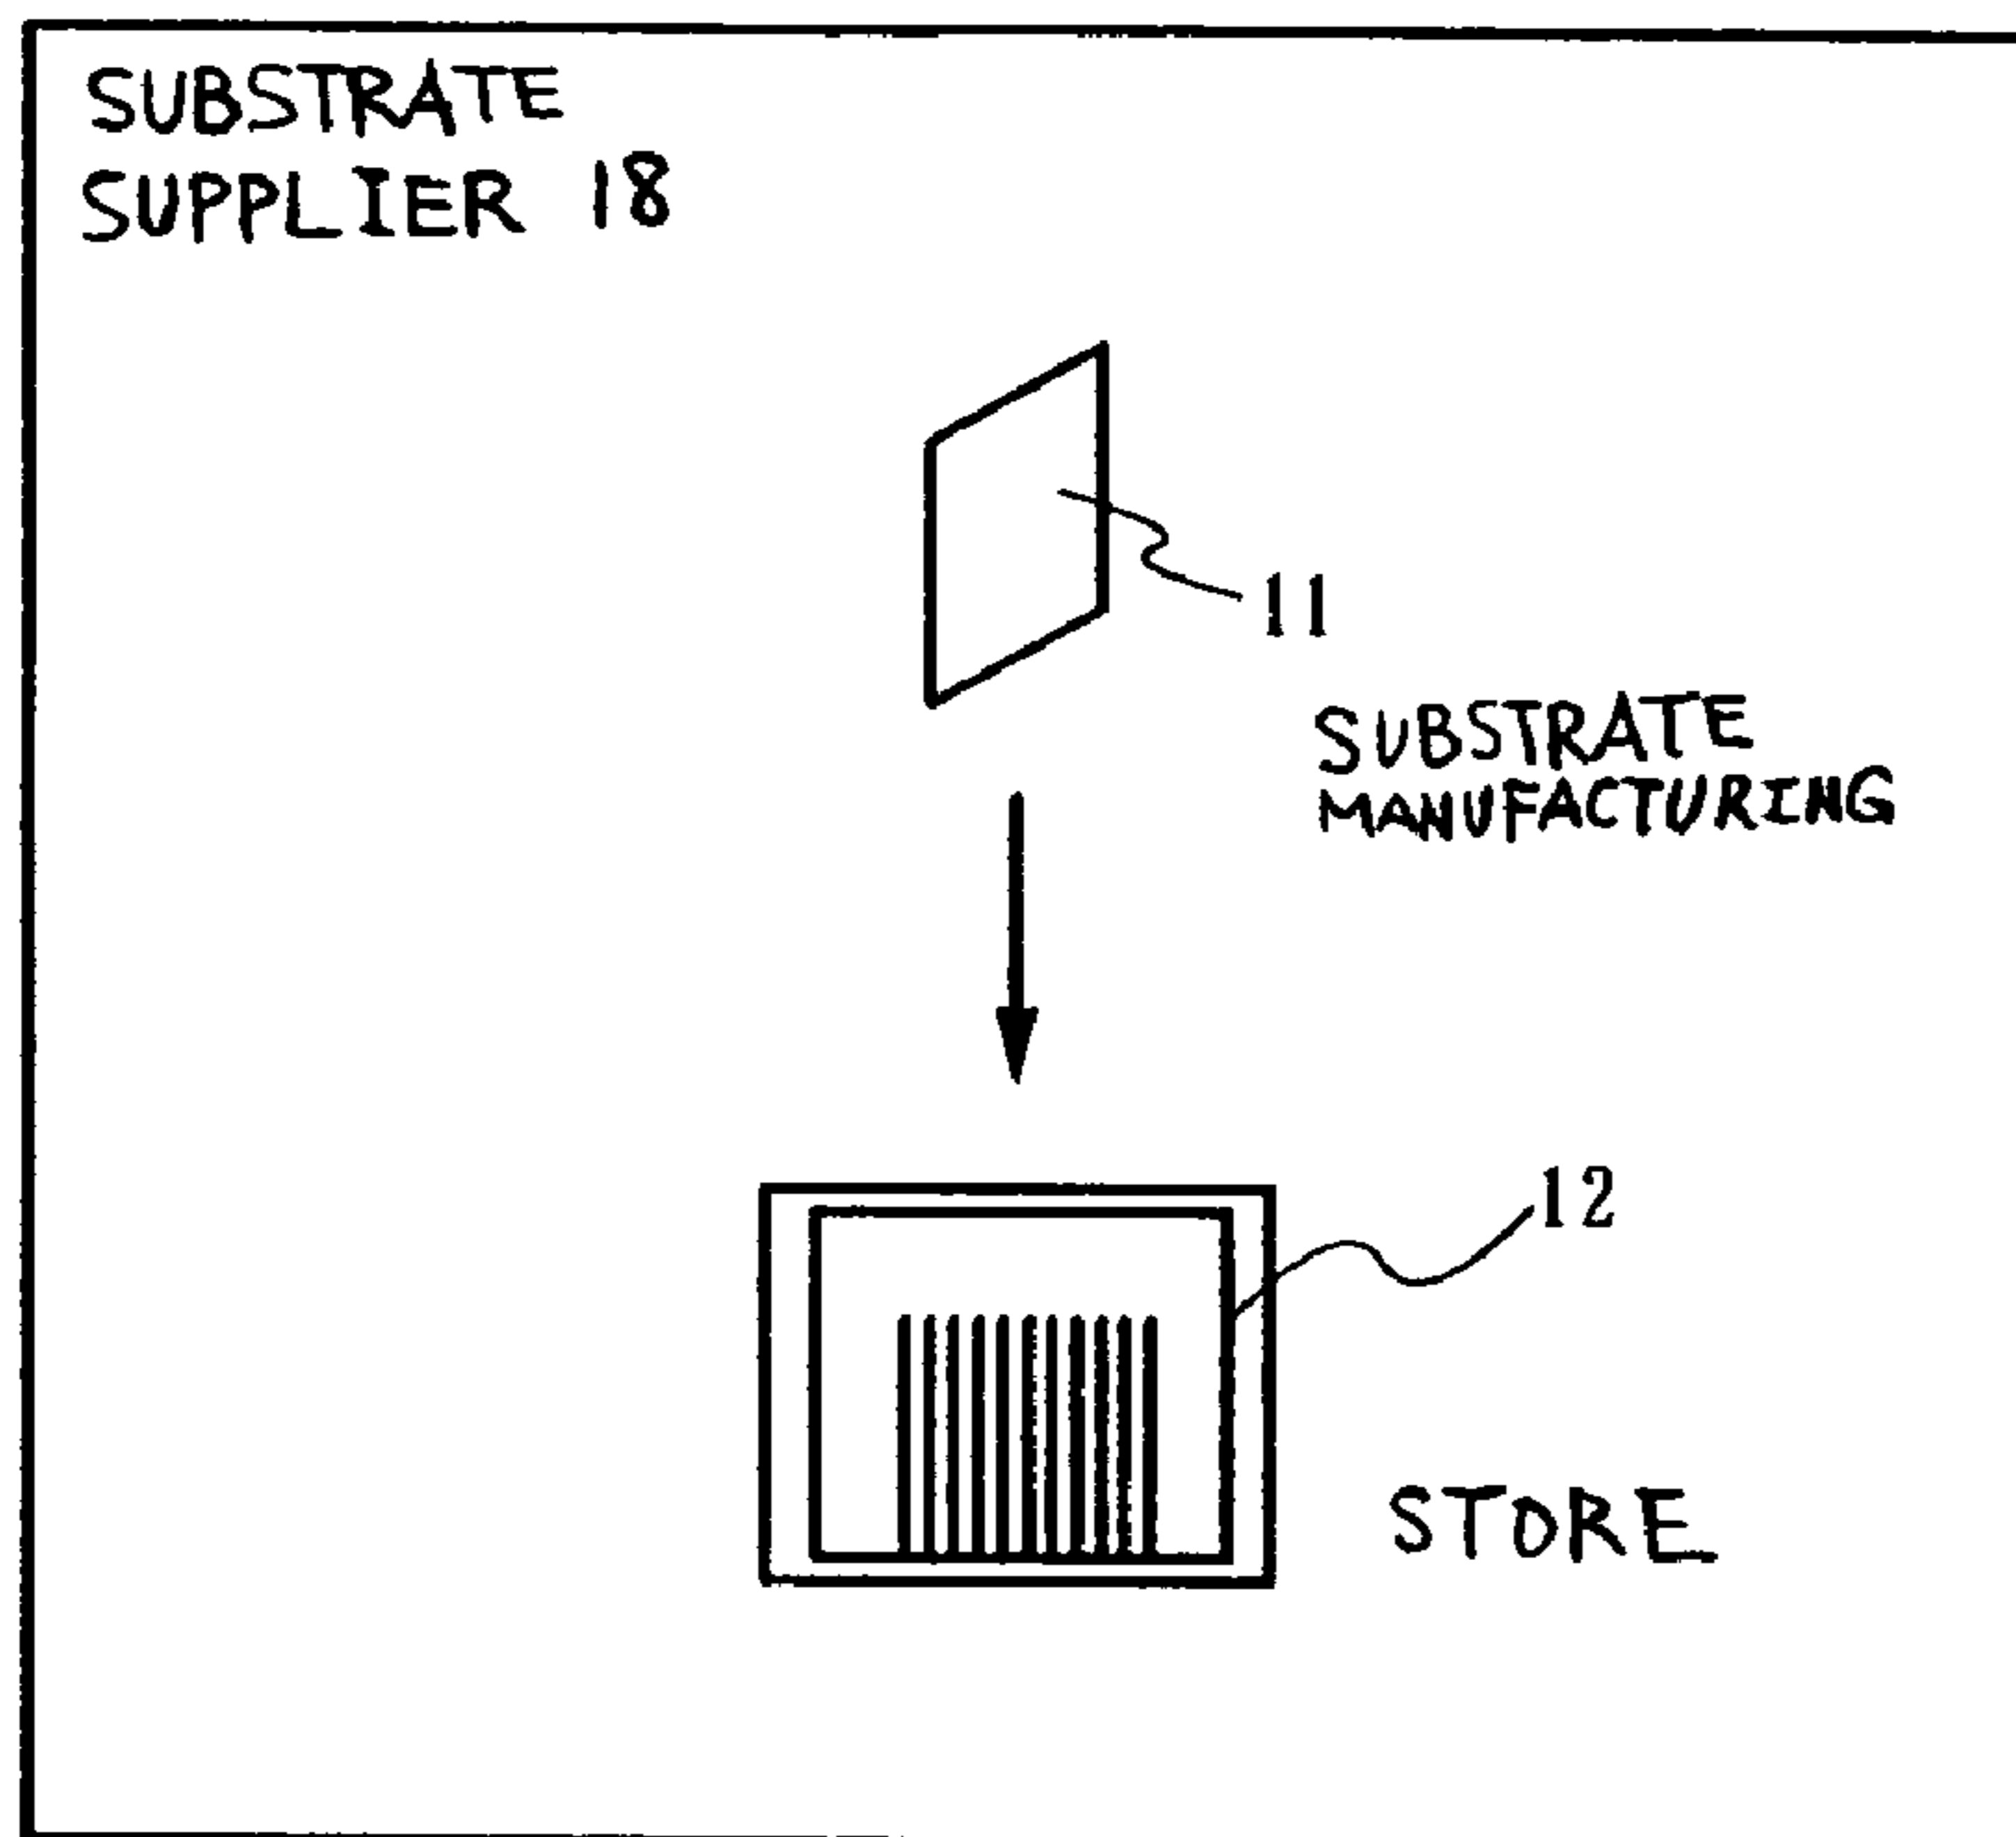 SUBSTRATE
SUPPLIER 18
11
SUBSTRATE
MANUFACTURING
12
STORE